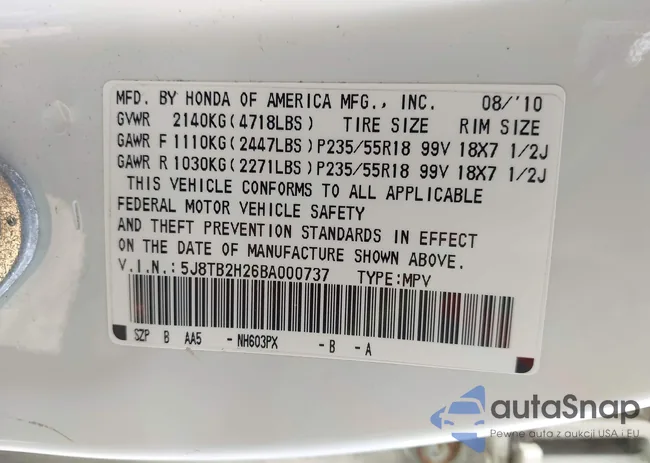 MFD. BY HONDA OF AMERICA MFG., INC. 08/'10
GVWR 2140KG(4718LBS) TIRE SIZE RIM SIZE
GAWR F 1110KG(2447LBS)P235/55R18 99V 18X7 1/2J
GAWR R 1030KG(2271LBS)P235/55R18 99V 18X7 1/2J
THIS VEHICLE CONFORMS TO ALL APPLICABLE
FEDERAL MOTOR VEHICLE SAFETY
AND THEFT PREVENTION STANDARDS IN EFFECT
ON THE DATE OF MANUFACTURE SHOWN ABOVE.
V.I.N.:5J8TB2H26BA000737 TYPE:MPV
SZP B AA5 - NH603PX - B - A
autaSnap
Pewne auta z aukcji USA i EU